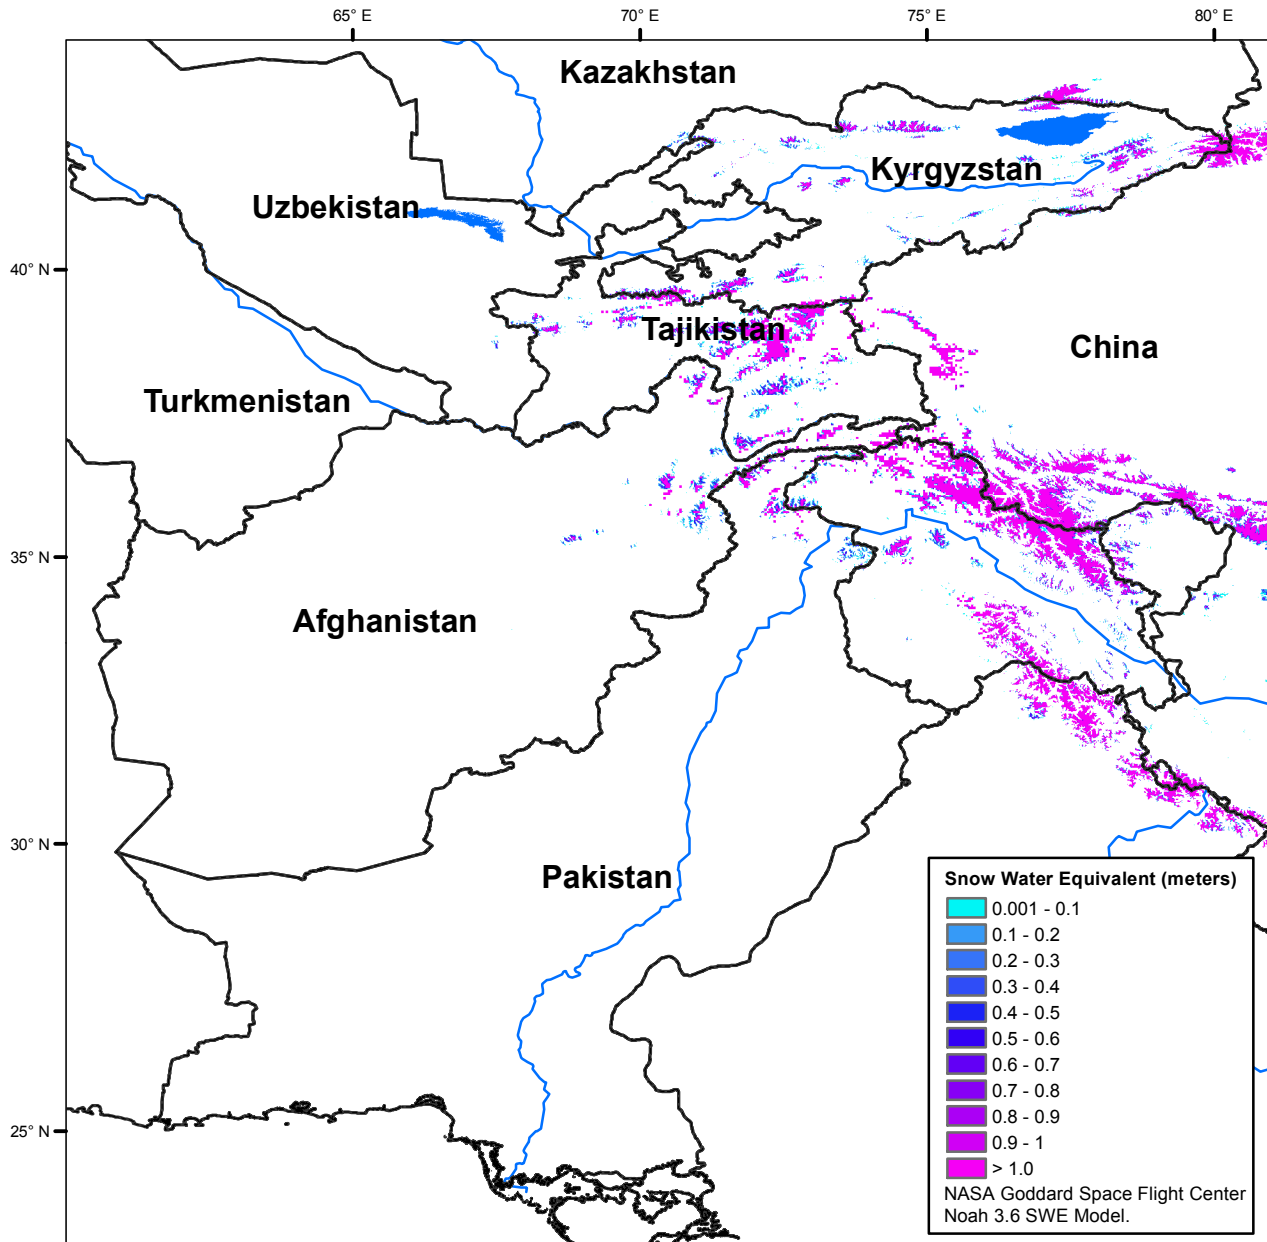 65° E
70° E
75° E
80° E
Kazakhstan
Kyrgyzstan
Uzbekistan
40° N
Tajikistan
China
Turkmenistan
35° N
Afghanistan
30° N
Pakistan
25° N
Snow Water Equivalent (meters)
0.001 - 0.1
0.1 - 0.2
0.2 - 0.3
0.3 - 0.4
0.4 - 0.5
0.5 - 0.6
0.6 - 0.7
0.7 - 0.8
0.8 - 0.9
0.9 - 1
> 1.0
NASA Goddard Space Flight Center
Noah 3.6 SWE Model.